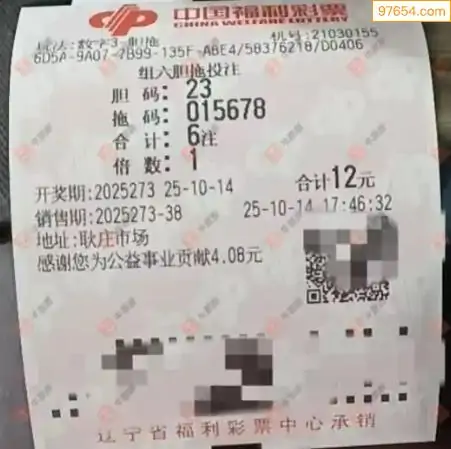 97654.com
中国福利彩票
CHINA WELFARE LOTTERY
玩法:数字3-胆拖 机号:21030155
6D5A-9A07-7B99-135F-ABE4/58376218/D0406
组六胆拖投注
胆 码: 23
拖 码: 015678
合 计: 6注
倍 数: 1
开奖期:2025273 25-10-14 合计12元
销售期:2025273-38 25-10-14 17:46:32
地址:耿庄市场
感谢您为公益事业贡献4.08元
辽宁省福利彩票中心承销